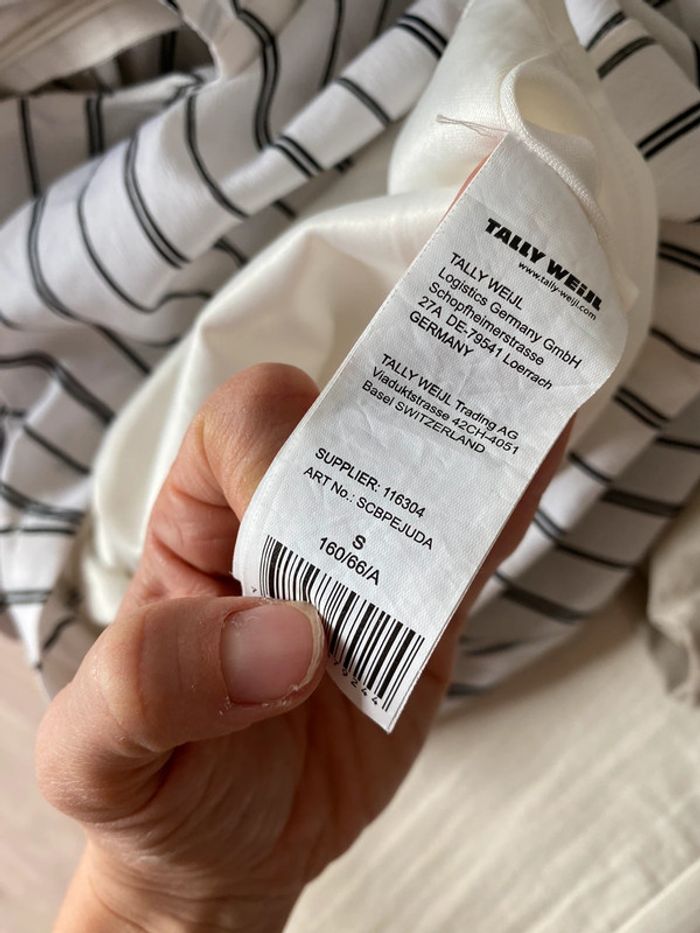 TALLY WEiJL
www.tally-weijl.com
TALLY WEIJL
Logistics Germany GmbH
Schopfheimerstrasse
27A DE-79541 Loerrach
GERMANY
TALLY WEIJL Trading AG
Viaduktstrasse 42CH-4051
Basel SWITZERLAND
SUPPLIER: 116304
ART No.: SCBPEJUDA
S
160/66/A